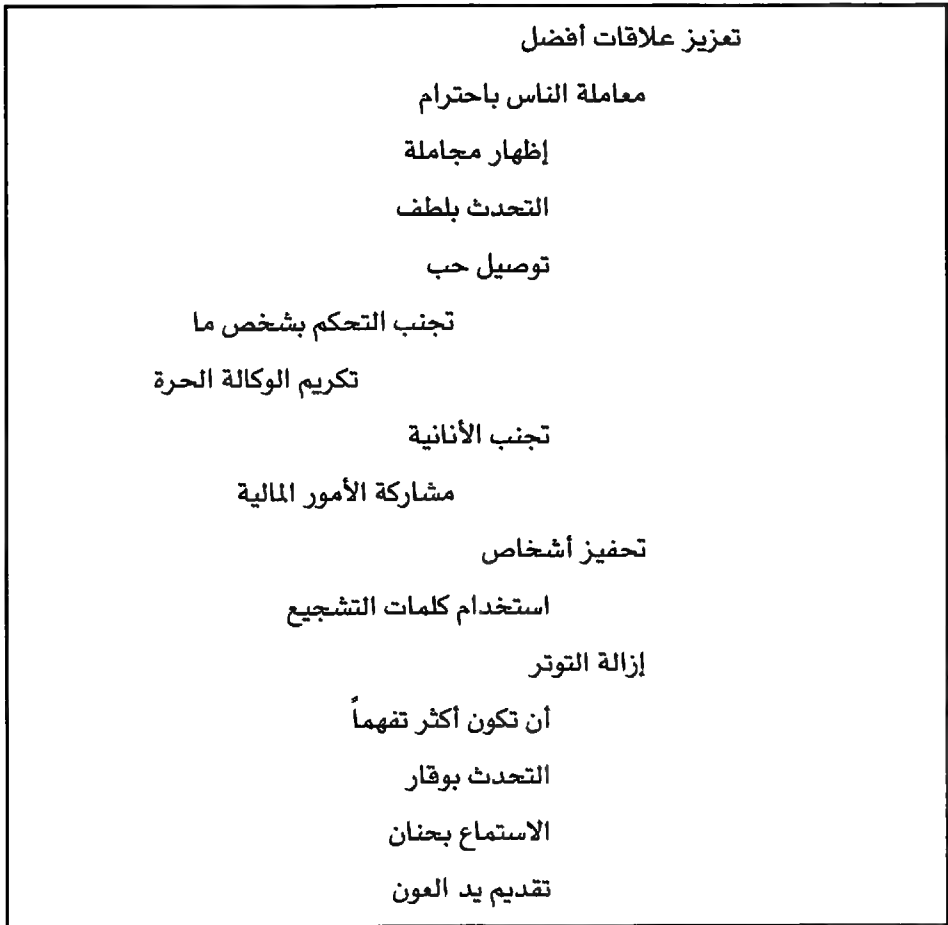 تعزيز علاقات أفضل
معاملة الناس باحترام
إظهار مجاملة
التحدث بلطف
توصيل حب
تجنب التحكم بشخص ما
تكريم الوكالة الحرة
تجنب الأنانية
مشاركة الأمور المالية
تحفيز أشخاص
استخدام كلمات التشجيع
إزالة التوتر
أن تكون أكثر تفهماً
التحدث بوقار
الاستماع بحنان
تقديم يد العون